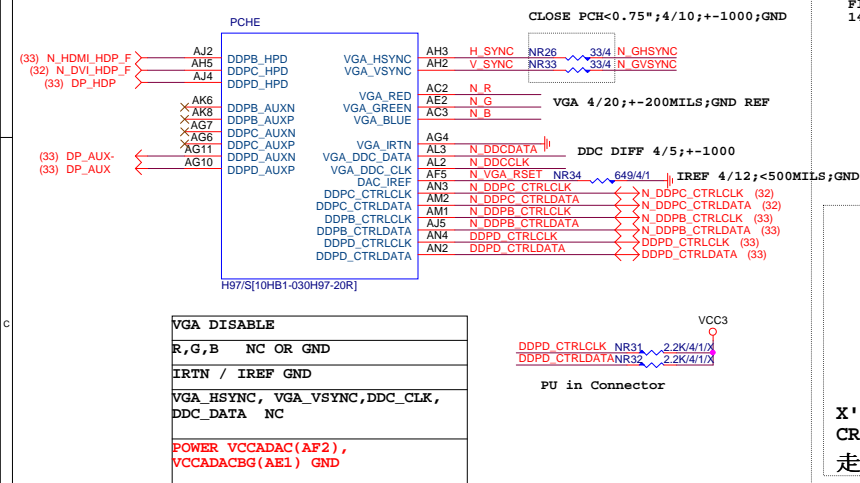 CLOSE PCH<0.75";4/10;+-1000;GND
PCHE
(33) N_HDMI_HDP_F AJ2 DDPB_HPD VGA_HSYNC AH3 H_SYNC NR26 33/4 N_GHSYNC
(32) N_DVI_HDP_F AH5 DDPC_HPD VGA_VSYNC AH2 V_SYNC NR33 33/4 N_GVSYNC
(33) DP_HDP AJ4 DDPD_HPD
VGA_RED AC2 N_R
AK6 DDPB_AUXN VGA_GREEN AE2 N_G
VGA 4/20;+-200MILS;GND REF
AK8 DDPB_AUXP VGA_BLUE AC3 N_B
AG7 DDPC_AUXN
AG6 DDPC_AUXP VGA_IRTN AG4
(33) DP_AUX- AG11 DDPD_AUXN VGA_DDC_DATA AL3 N_DDCDATA DDC DIFF 4/5;+-1000
(33) DP_AUX AG10 DDPD_AUXP VGA_DDC_CLK AL2 N_DDCCLK
DAC_IREF AF5 N_VGA_RSET NR34 649/4/1 IREF 4/12;<500MILS;GND
DDPC_CTRLCLK AN3 N_DDPC_CTRLCLK N_DDPC_CTRLCLK (32)
DDPC_CTRLDATA AM2 N_DDPC_CTRLDATA N_DDPC_CTRLDATA (32)
DDPB_CTRLCLK AM1 N_DDPB_CTRLCLK N_DDPB_CTRLCLK (33)
DDPB_CTRLDATA AJ5 N_DDPB_CTRLDATA N_DDPB_CTRLDATA (33)
DDPD_CTRLCLK AN4 DDPD_CTRLCLK DDPD_CTRLCLK (33)
DDPD_CTRLDATA AN2 DDPD_CTRLDATA DDPD_CTRLDATA (33)
H97/S[10HB1-030H97-20R]
C
VGA DISABLE
R,G,B NC OR GND
IRTN / IREF GND
VGA_HSYNC, VGA_VSYNC,DDC_CLK,
DDC_DATA NC
POWER VCCADAC(AF2),
VCCADACBG(AE1) GND
VCC3
DDPD_CTRLCLK NR31 2.2K/4/1/X
DDPD_CTRLDATA NR32 2.2K/4/1/X
PU in Connector
X'
CR
走